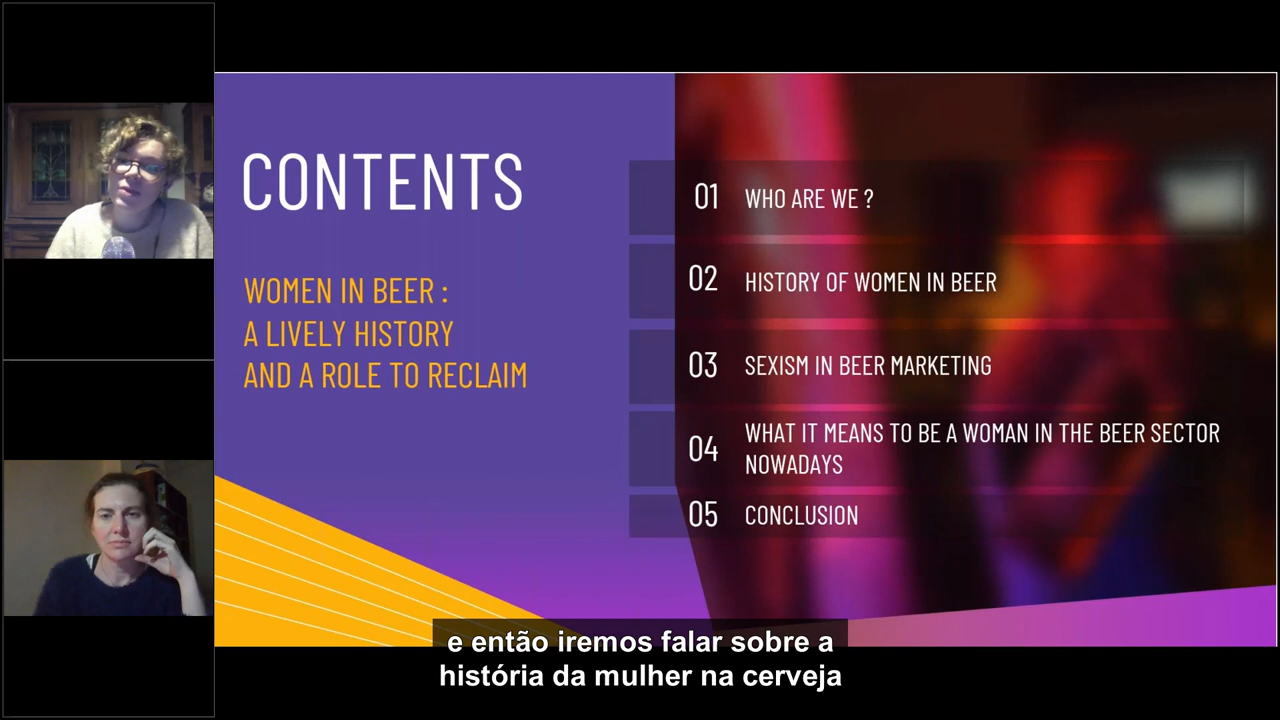 CONTENTS
WOMEN IN BEER :
A LIVELY HISTORY
AND A ROLE TO RECLAIM
01 WHO ARE WE ?
02 HISTORY OF WOMEN IN BEER
03 SEXISM IN BEER MARKETING
04 WHAT IT MEANS TO BE A WOMAN IN THE BEER SECTOR
NOWADAYS
05 CONCLUSION
e então iremos falar sobre a
história da mulher na cerveja